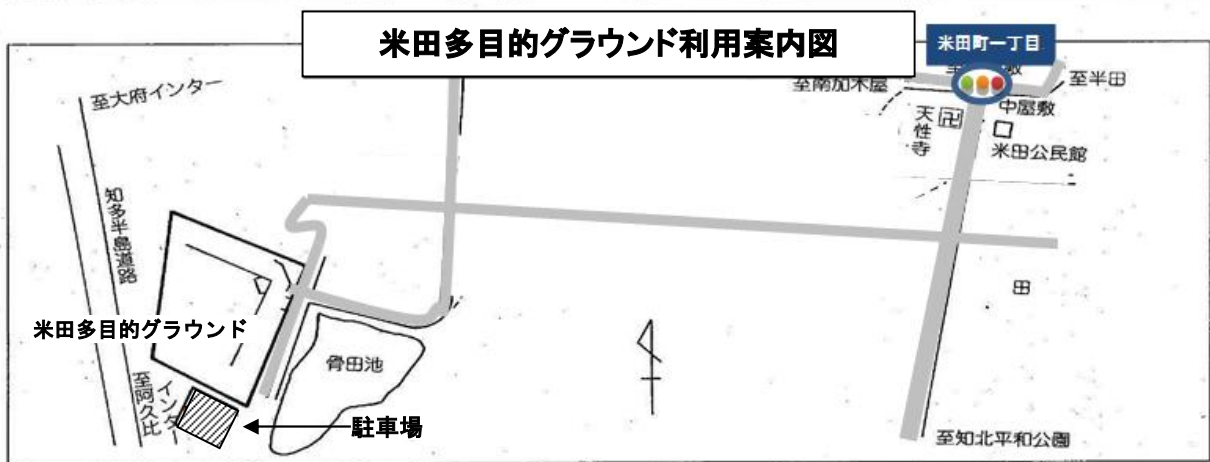 米田多目的グラウンド利用案内図
米田町一丁目
至大府インター
至南加木屋
至半田
中屋敷
天性寺
米田公民館
知多半島道路
田
米田多目的グラウンド
骨田池
至阿久比
インター
駐車場
至知北平和公園